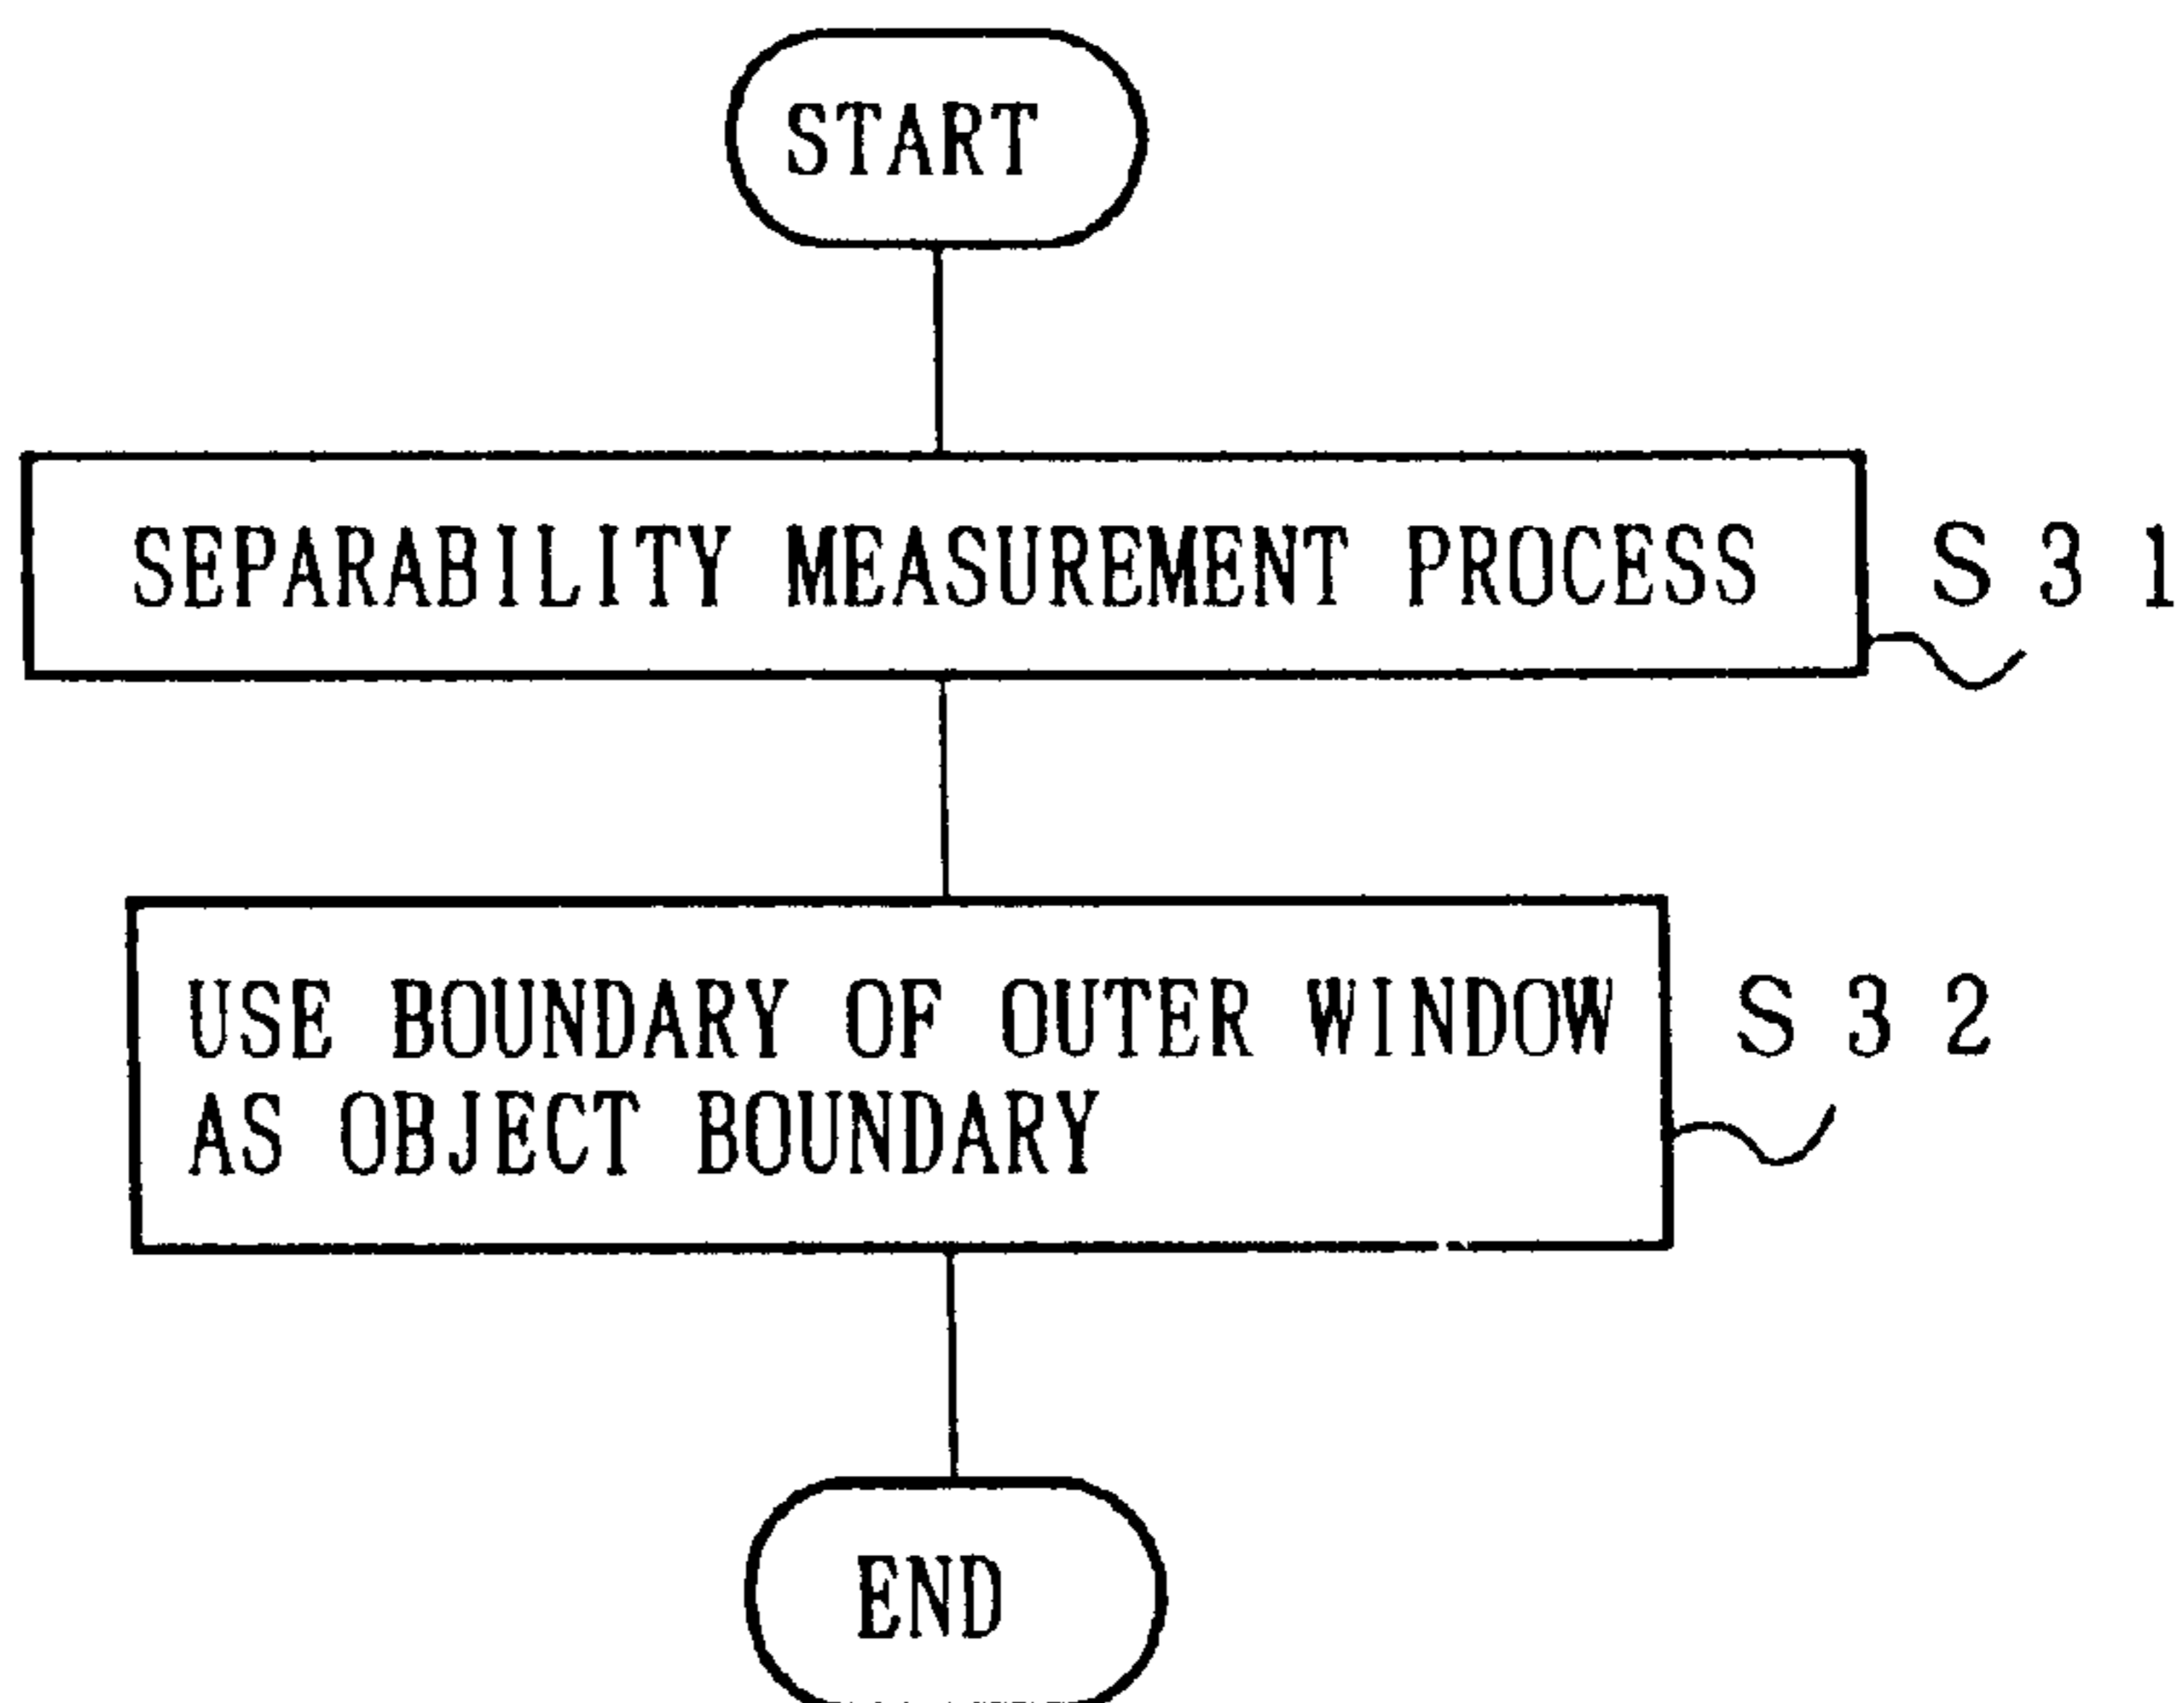 START
SEPARABILITY MEASUREMENT PROCESS
S 3 1
USE BOUNDARY OF OUTER WINDOW
AS OBJECT BOUNDARY
S 3 2
END